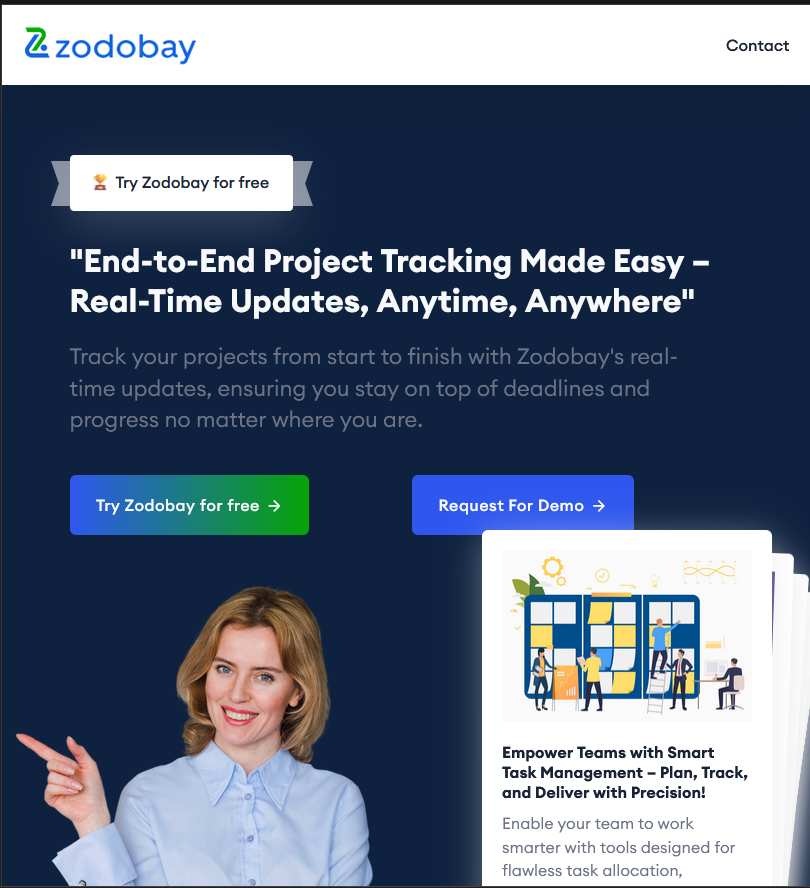 zodobay
Contact
Try Zodobay for free
"End-to-End Project Tracking Made Easy –
Real-Time Updates, Anytime, Anywhere"
Track your projects from start to finish with Zodobay's real-
time updates, ensuring you stay on top of deadlines and
progress no matter where you are.
Try Zodobay for free →
Request For Demo →
Empower Teams with Smart
Task Management – Plan, Track,
and Deliver with Precision!
Enable your team to work
smarter with tools designed for
flawless task allocation,